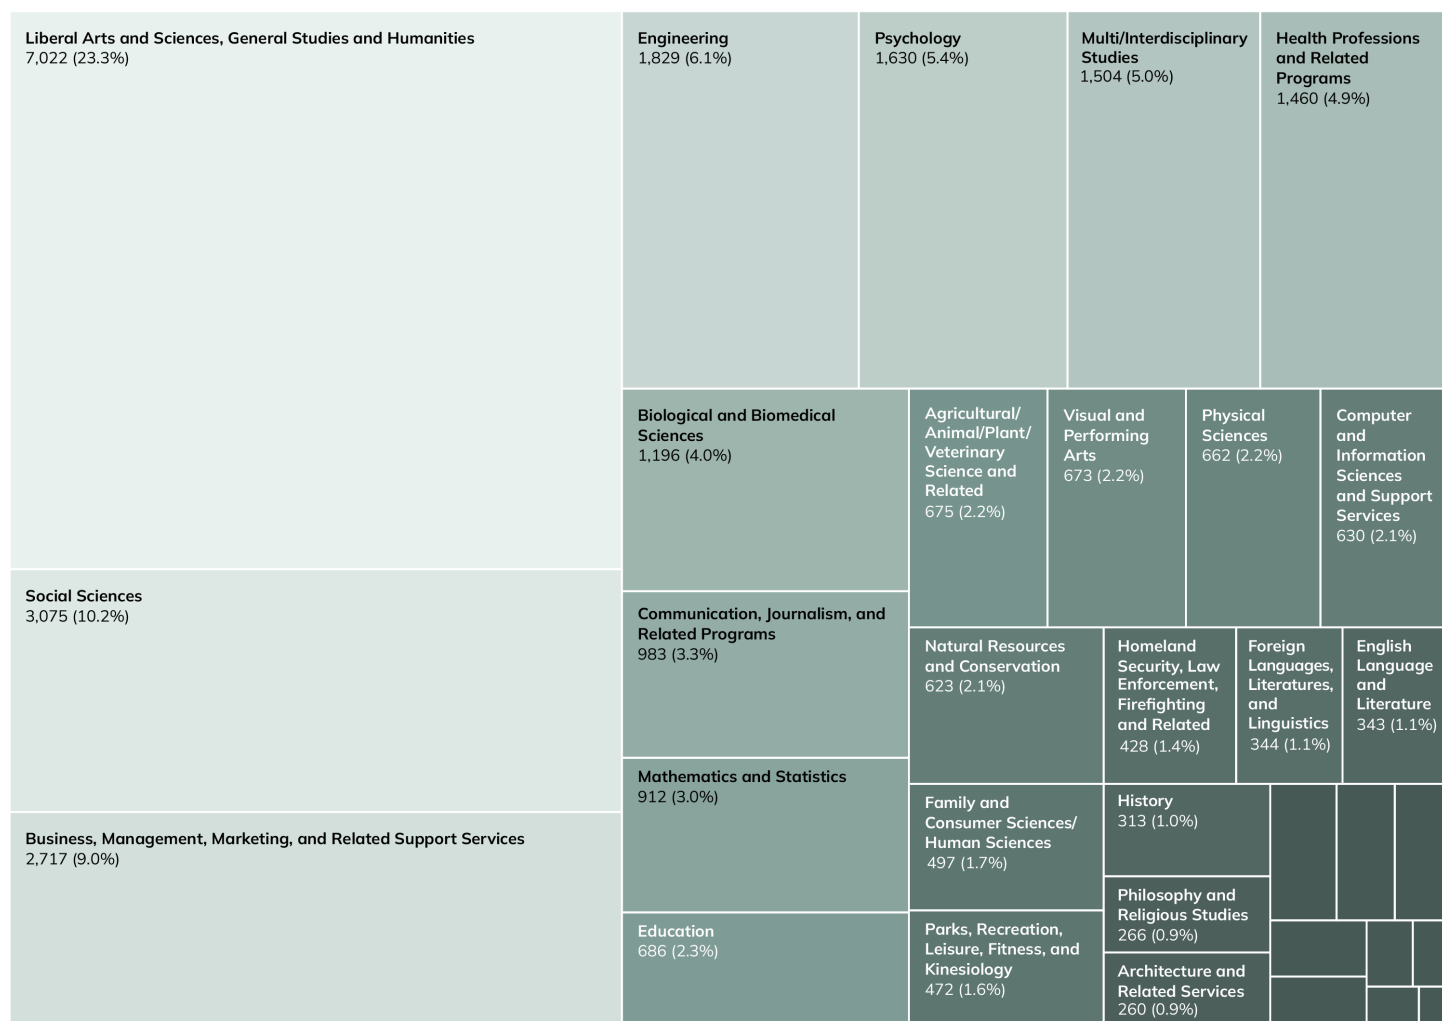 Liberal Arts and Sciences, General Studies and Humanities
7,022 (23.3%)
Social Sciences
3,075 (10.2%)
Business, Management, Marketing, and Related Support Services
2,717 (9.0%)
Engineering
1,829 (6.1%)
Psychology
1,630 (5.4%)
Multi/Interdisciplinary
Studies
1,504 (5.0%)
Health Professions
and Related
Programs
1,460 (4.9%)
Biological and Biomedical
Sciences
1,196 (4.0%)
Communication, Journalism, and
Related Programs
983 (3.3%)
Mathematics and Statistics
912 (3.0%)
Education
686 (2.3%)
Agricultural/
Animal/Plant/
Veterinary
Science and
Related
675 (2.2%)
Visual and
Performing
Arts
673 (2.2%)
Physical
Sciences
662 (2.2%)
Computer
and
Information
Sciences
and Support
Services
630 (2.1%)
Natural Resources
and Conservation
623 (2.1%)
Homeland
Security, Law
Enforcement,
Firefighting
and Related
428 (1.4%)
Foreign
Languages,
Literatures,
and
Linguistics
344 (1.1%)
English
Language
and
Literature
343 (1.1%)
Family and
Consumer Sciences/
Human Sciences
497 (1.7%)
Parks, Recreation,
Leisure, Fitness, and
Kinesiology
472 (1.6%)
History
313 (1.0%)
Philosophy and
Religious Studies
266 (0.9%)
Architecture and
Related Services
260 (0.9%)